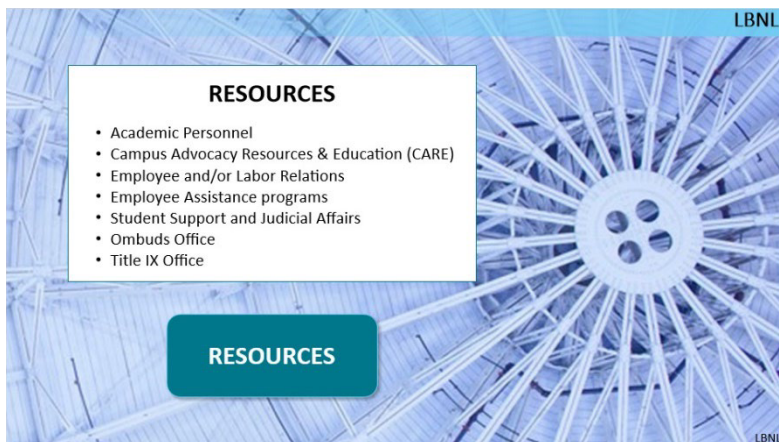 LBNL
RESOURCES
• Academic Personnel
• Campus Advocacy Resources & Education (CARE)
• Employee and/or Labor Relations
• Employee Assistance programs
• Student Support and Judicial Affairs
• Ombuds Office
• Title IX Office
RESOURCES
LBNL